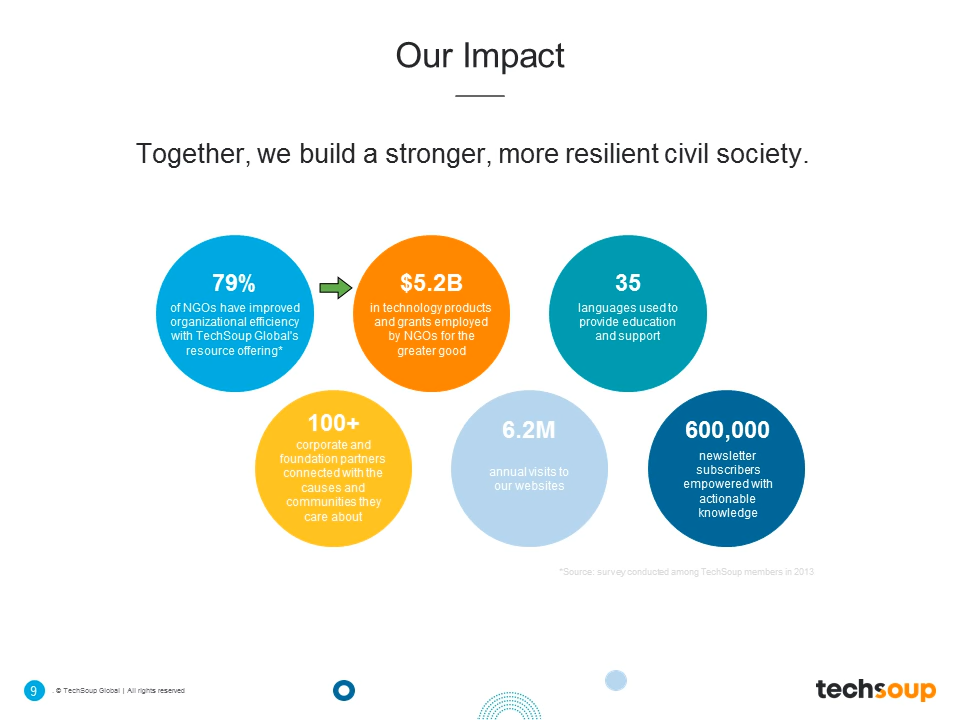 Our Impact
Together, we build a stronger, more resilient civil society.
79%
of NGOs have improved
organizational efficiency
with TechSoup Global's
resource offering*
$5.2B
in technology products
and grants employed
by NGOs for the
greater good
35
languages used to
provide education
and support
100+
corporate and
foundation partners
connected with the
causes and
communities they
care about
6.2M
annual visits to
our websites
600,000
newsletter
subscribers
empowered with
actionable
knowledge
*Source: survey conducted among TechSoup members in 2013
9 . © TechSoup Global | All rights reserved
techsoup